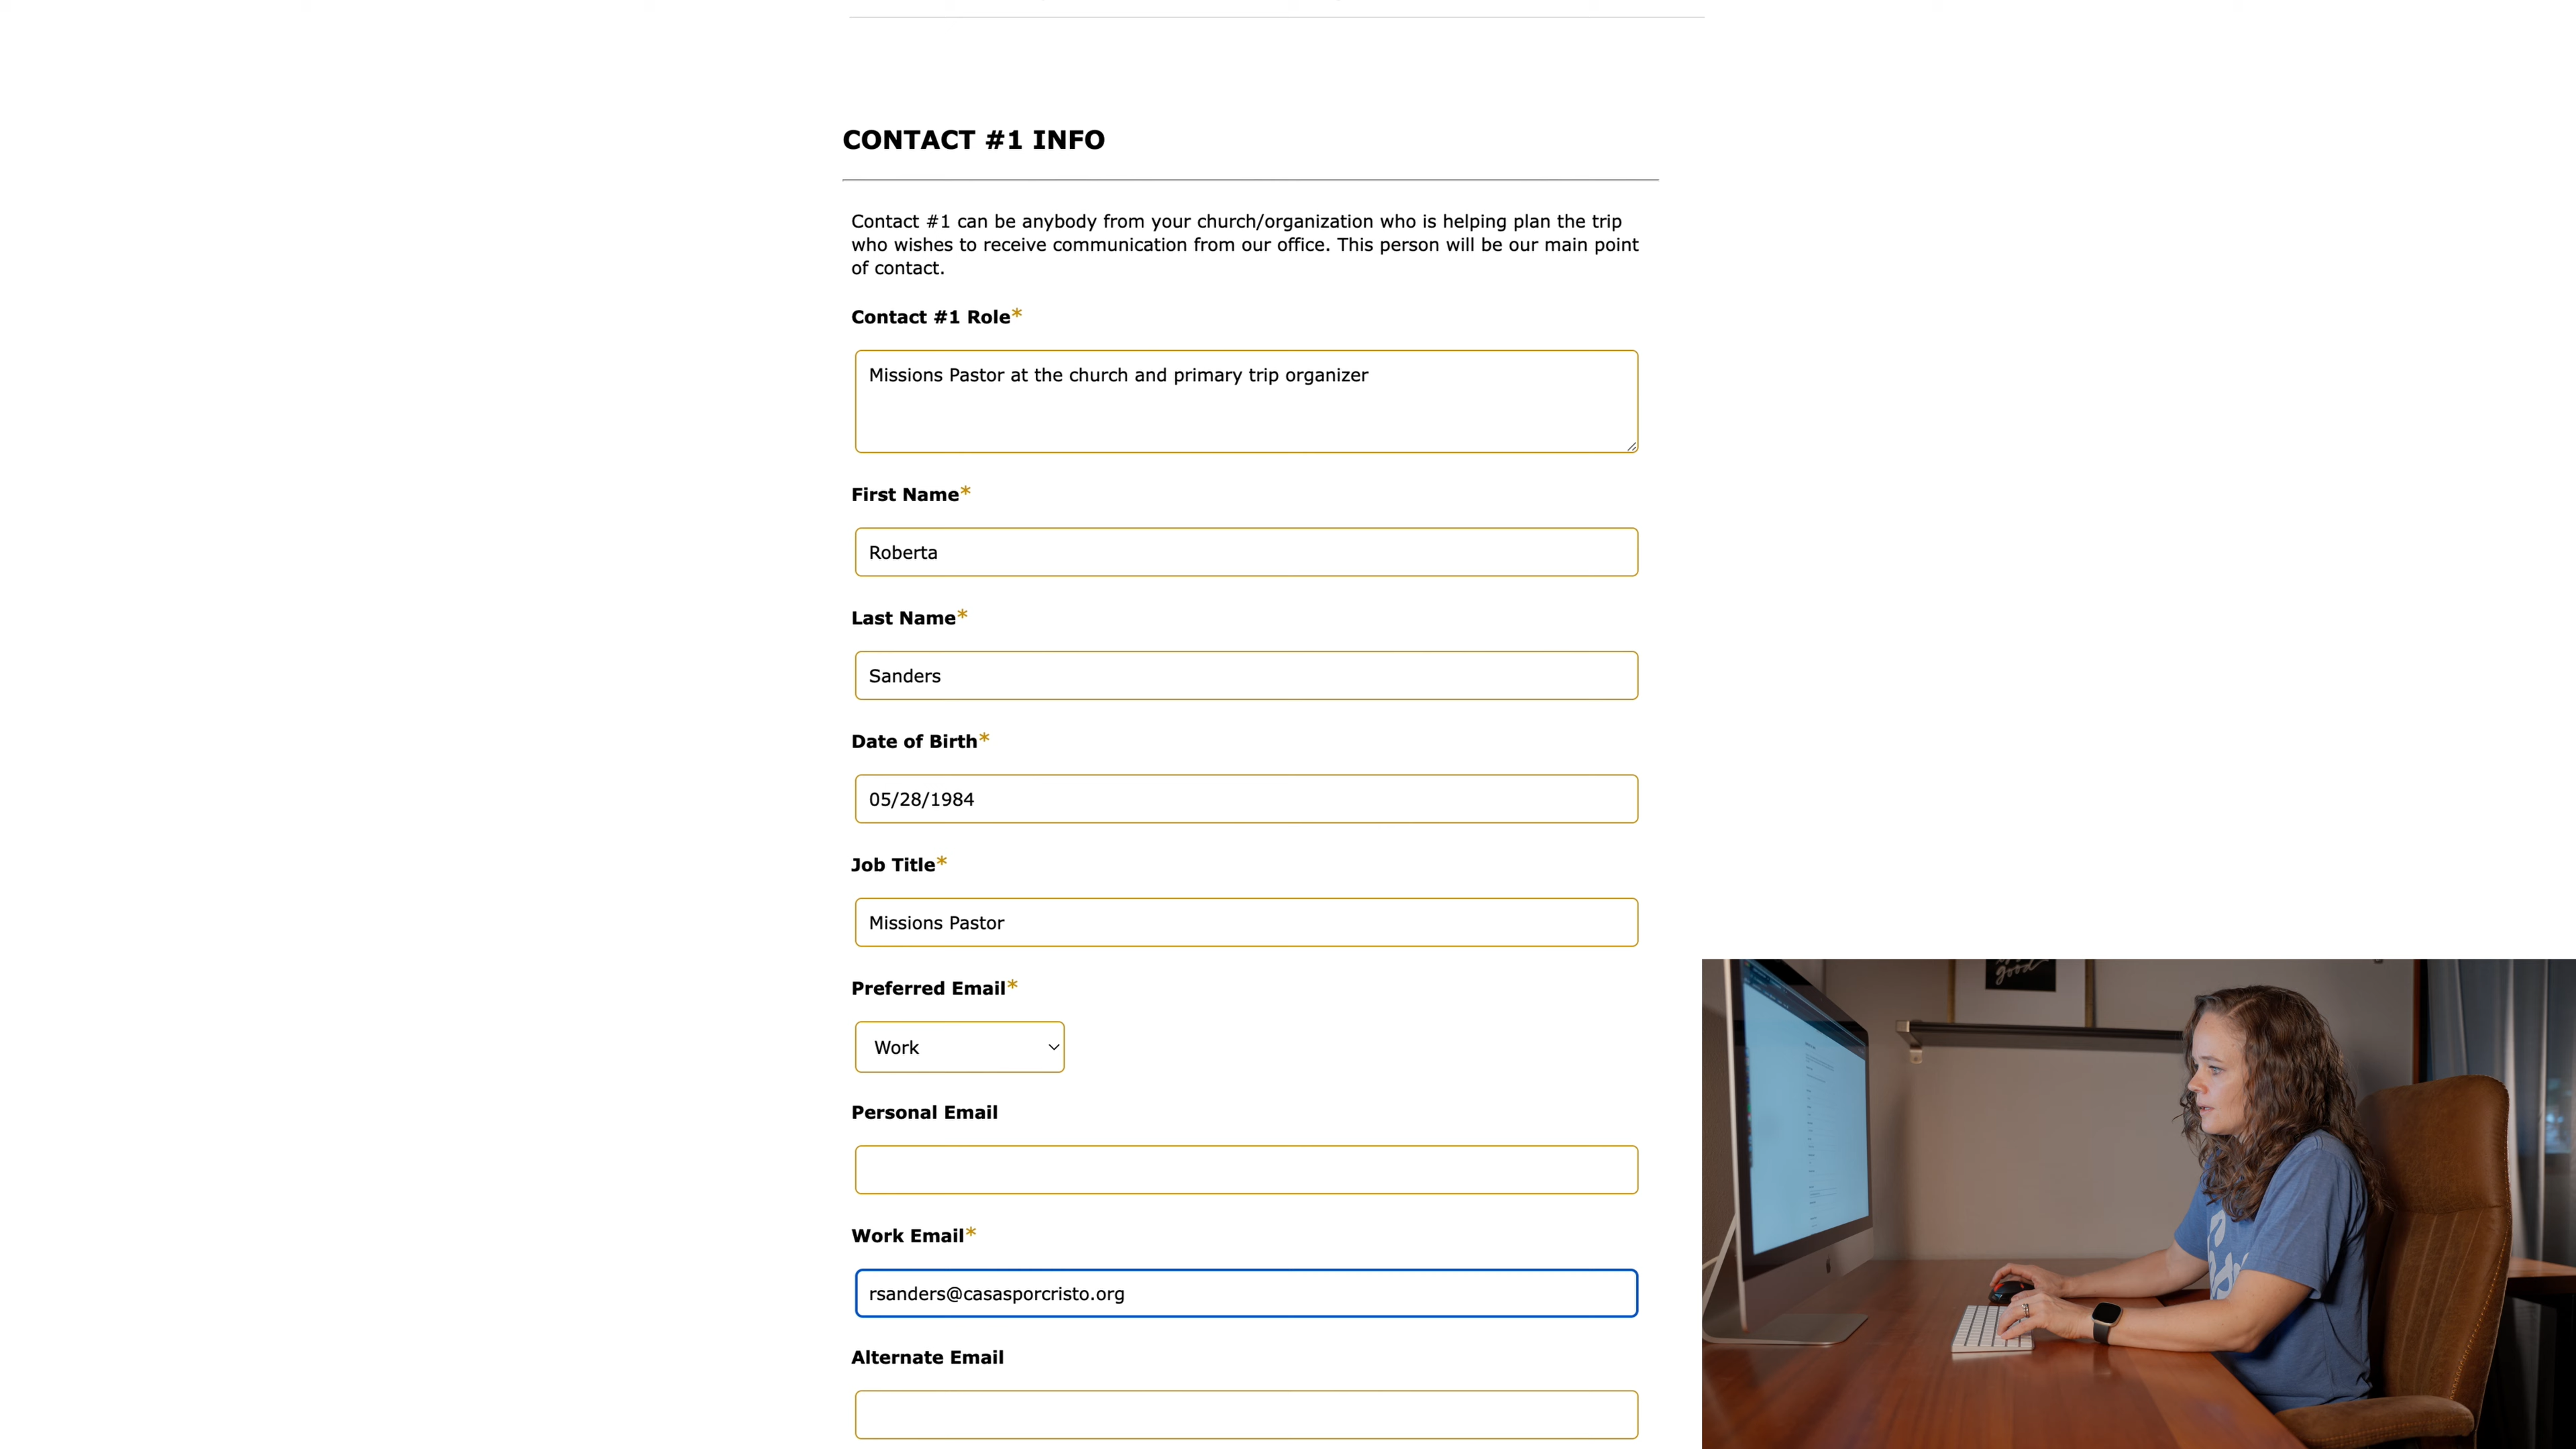 CONTACT #1 INFO
Contact #1 can be anybody from your church/organization who is helping plan the trip
who wishes to receive communication from our office. This person will be our main point
of contact.
Contact #1 Role*
Missions Pastor at the church and primary trip organizer
First Name*
Roberta
Last Name*
Sanders
Date of Birth*
05/28/1984
Job Title*
Missions Pastor
Preferred Email*
Work
Personal Email
Work Email*
rsanders@casasporcristo.org
Alternate Email
good